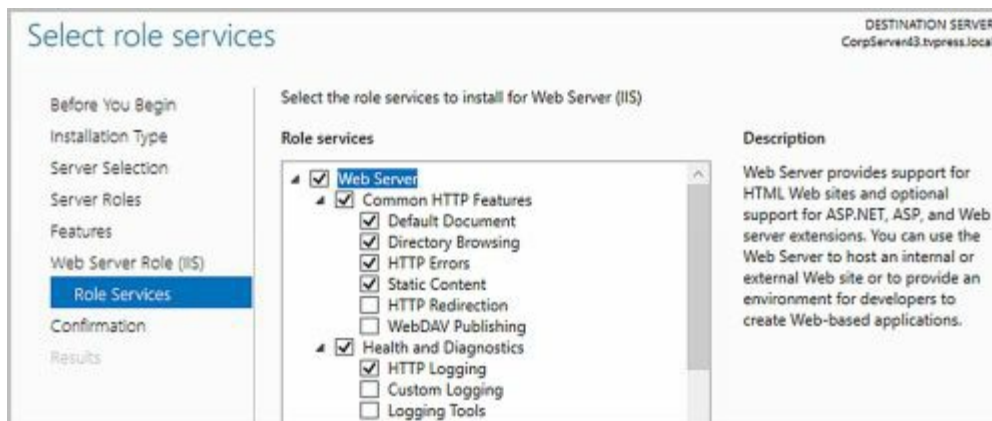 Select role services
DESTINATION SERVER
CorpServer43.tvpress.local
Before You Begin
Installation Type
Server Selection
Server Roles
Features
Web Server Role (IIS)
Role Services
Confirmation
Results
Select the role services to install for Web Server (IIS)
Role services
Web Server
Common HTTP Features
Default Document
Directory Browsing
HTTP Errors
Static Content
HTTP Redirection
WebDAV Publishing
Health and Diagnostics
HTTP Logging
Custom Logging
Logging Tools
Description
Web Server provides support for
HTML Web sites and optional
support for ASP.NET, ASP, and Web
server extensions. You can use the
Web Server to host an internal or
external Web site or to provide an
environment for developers to
create Web-based applications.